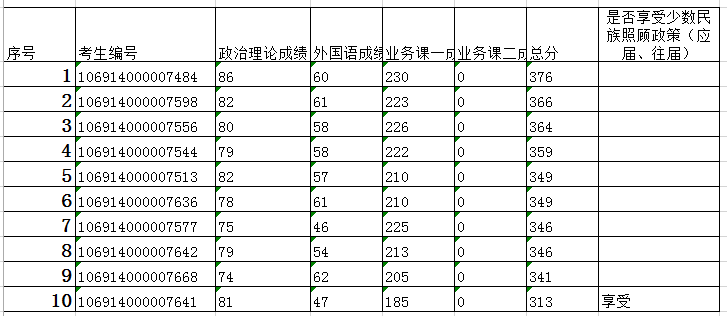 序号 考生编号 政治理论成绩 外国语成绩 业务课一成 业务课二成 总分 是否享受少数民族照顾政策（应届、往届）
1 106914000007484 86 60 230 0 376
2 106914000007598 82 61 223 0 366
3 106914000007556 80 58 226 0 364
4 106914000007544 79 58 222 0 359
5 106914000007513 82 57 210 0 349
6 106914000007636 78 61 210 0 349
7 106914000007577 75 46 225 0 346
8 106914000007642 79 54 213 0 346
9 106914000007668 74 62 205 0 341
10 106914000007641 81 47 185 0 313 享受